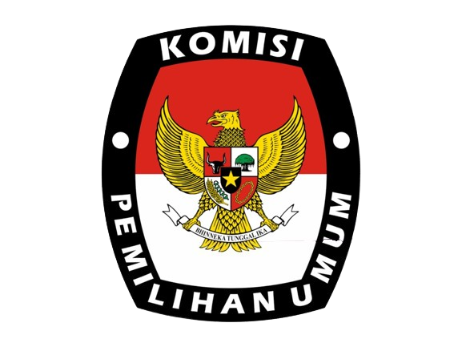 KOMISI
PEMILIHAN UMUM
BHINNEKA TUNGGAL IKA